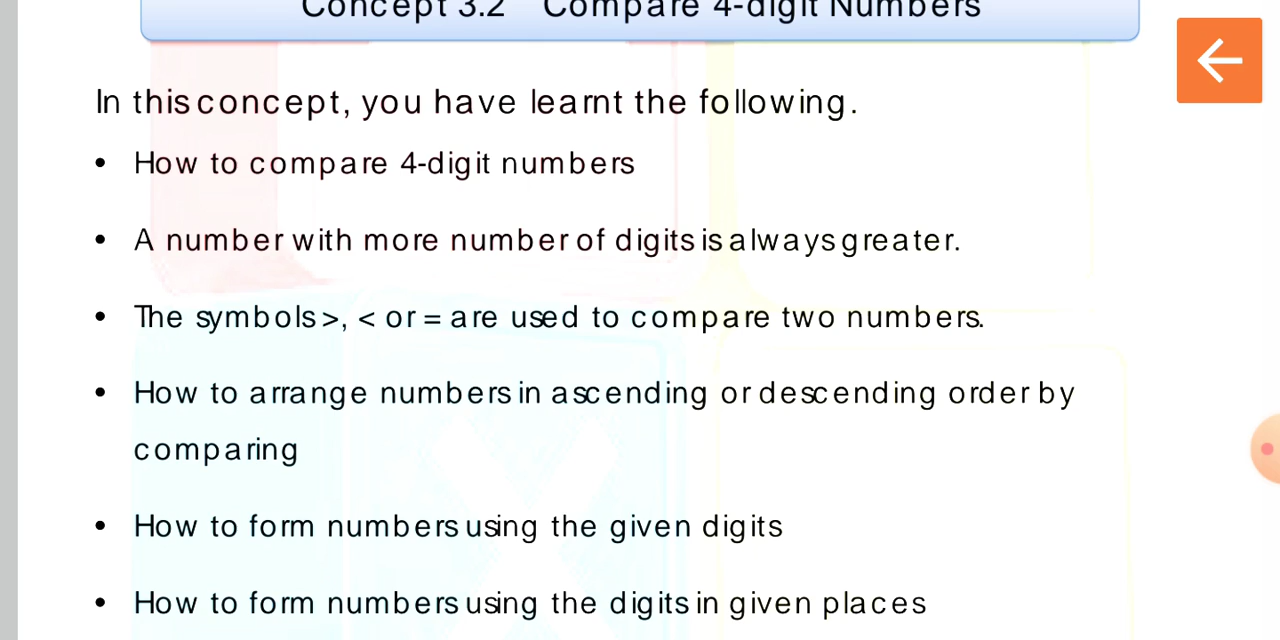 Concept 3.2 Compare 4-digit Numbers
In this concept, you have learnt the following.
• How to compare 4-digit numbers
• A number with more number of digits is always greater.
• The symbols >, < or = are used to compare two numbers.
• How to arrange numbers in ascending or descending order by
comparing
• How to form numbers using the given digits
• How to form numbers using the digits in given places